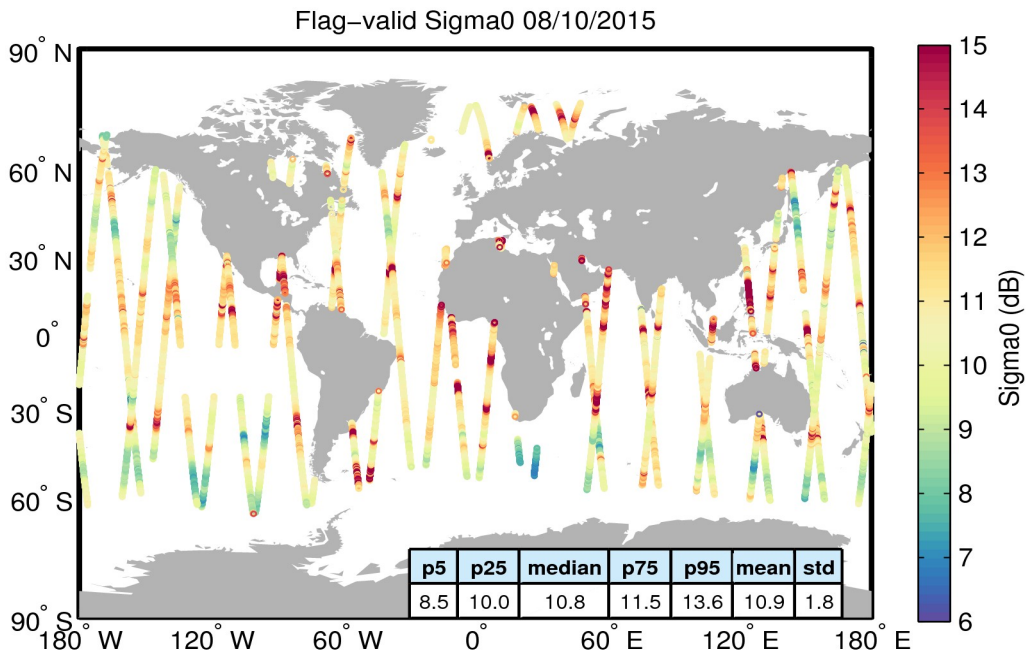 Flag−valid Sigma0 08/10/2015
90° N
60° N
30° N
0°
30° S
60° S
90° S
180° W
120° W
60° W
0°
60° E
120° E
180° E
15
14
13
12
11
10
9
8
7
6
Sigma0 (dB)
p5 p25 median p75 p95 mean std
8.5 10.0 10.8 11.5 13.6 10.9 1.8